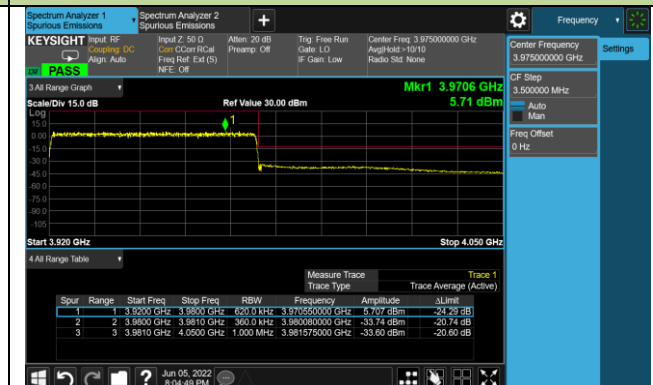 Spectrum Analyzer 1
Spurious Emissions
Spectrum Analyzer 2
Spurious Emissions
+
Frequency
KEYSIGHT
Input: RF
Coupling: DC
Align: Auto
Input Z: 50 Ω
Corr CCorr RCal
Freq Ref: Ext (S)
NFE: Off
Atten: 20 dB
Preamp: Off
Trig: Free Run
Gate: LO
IF Gain: Low
Center Freq: 3.975000000 GHz
Avg|Hold:>10/10
Radio Std: None
LXI
PASS
Center Frequency
3.975000000 GHz
Settings
CF Step
3.500000 MHz
Auto
Man
Freq Offset
0 Hz
3 All Range Graph
Mkr1 3.9706 GHz
5.71 dBm
Scale/Div 15.0 dB
Ref Value 30.00 dBm
Log
15.0
0.00
-15.0
-30.0
-45.0
-60.0
-75.0
-90.0
-105
1
Start 3.920 GHz
Stop 4.050 GHz
4 All Range Table
Measure Trace Trace 1
Trace Type Trace Average (Active)
Spur Range Start Freq Stop Freq RBW Frequency Amplitude ΔLimit
1 1 3.9200 GHz 3.9800 GHz 620.0 kHz 3.970550000 GHz 5.707 dBm -24.29 dB
2 2 3.9800 GHz 3.9810 GHz 360.0 kHz 3.980080000 GHz -33.74 dBm -20.74 dB
3 3 3.9810 GHz 4.0500 GHz 1.000 MHz 3.981575000 GHz -33.60 dBm -20.60 dB
?
Jun 05, 2022
8:04:49 PM